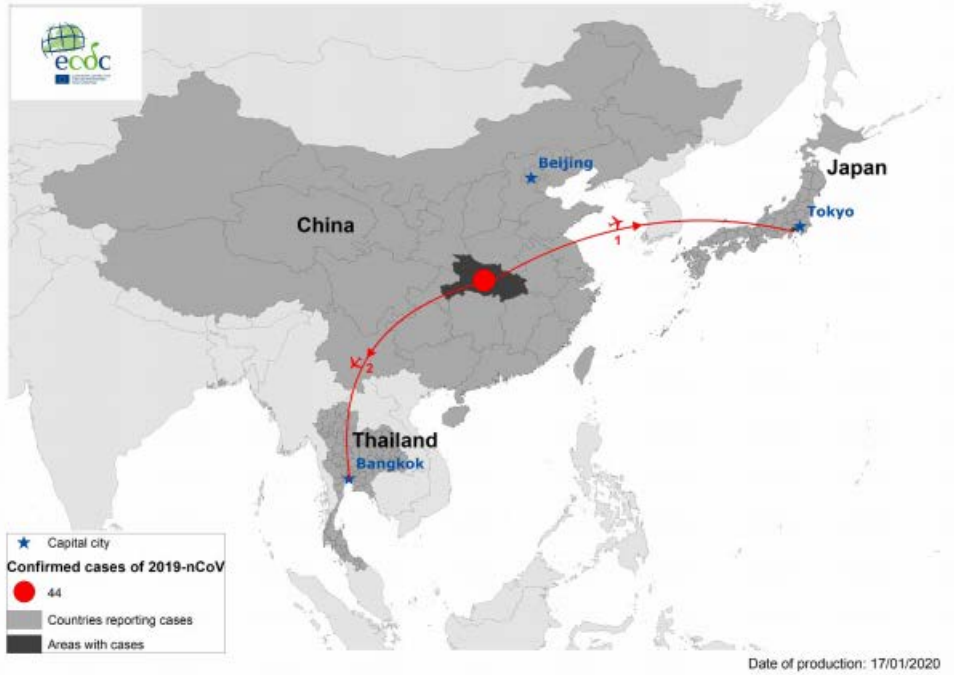 ecdc
Beijing
Japan
China
Tokyo
1
2
Thailand
Bangkok
Capital city
Confirmed cases of 2019-nCoV
44
Countries reporting cases
Areas with cases
Date of production: 17/01/2020